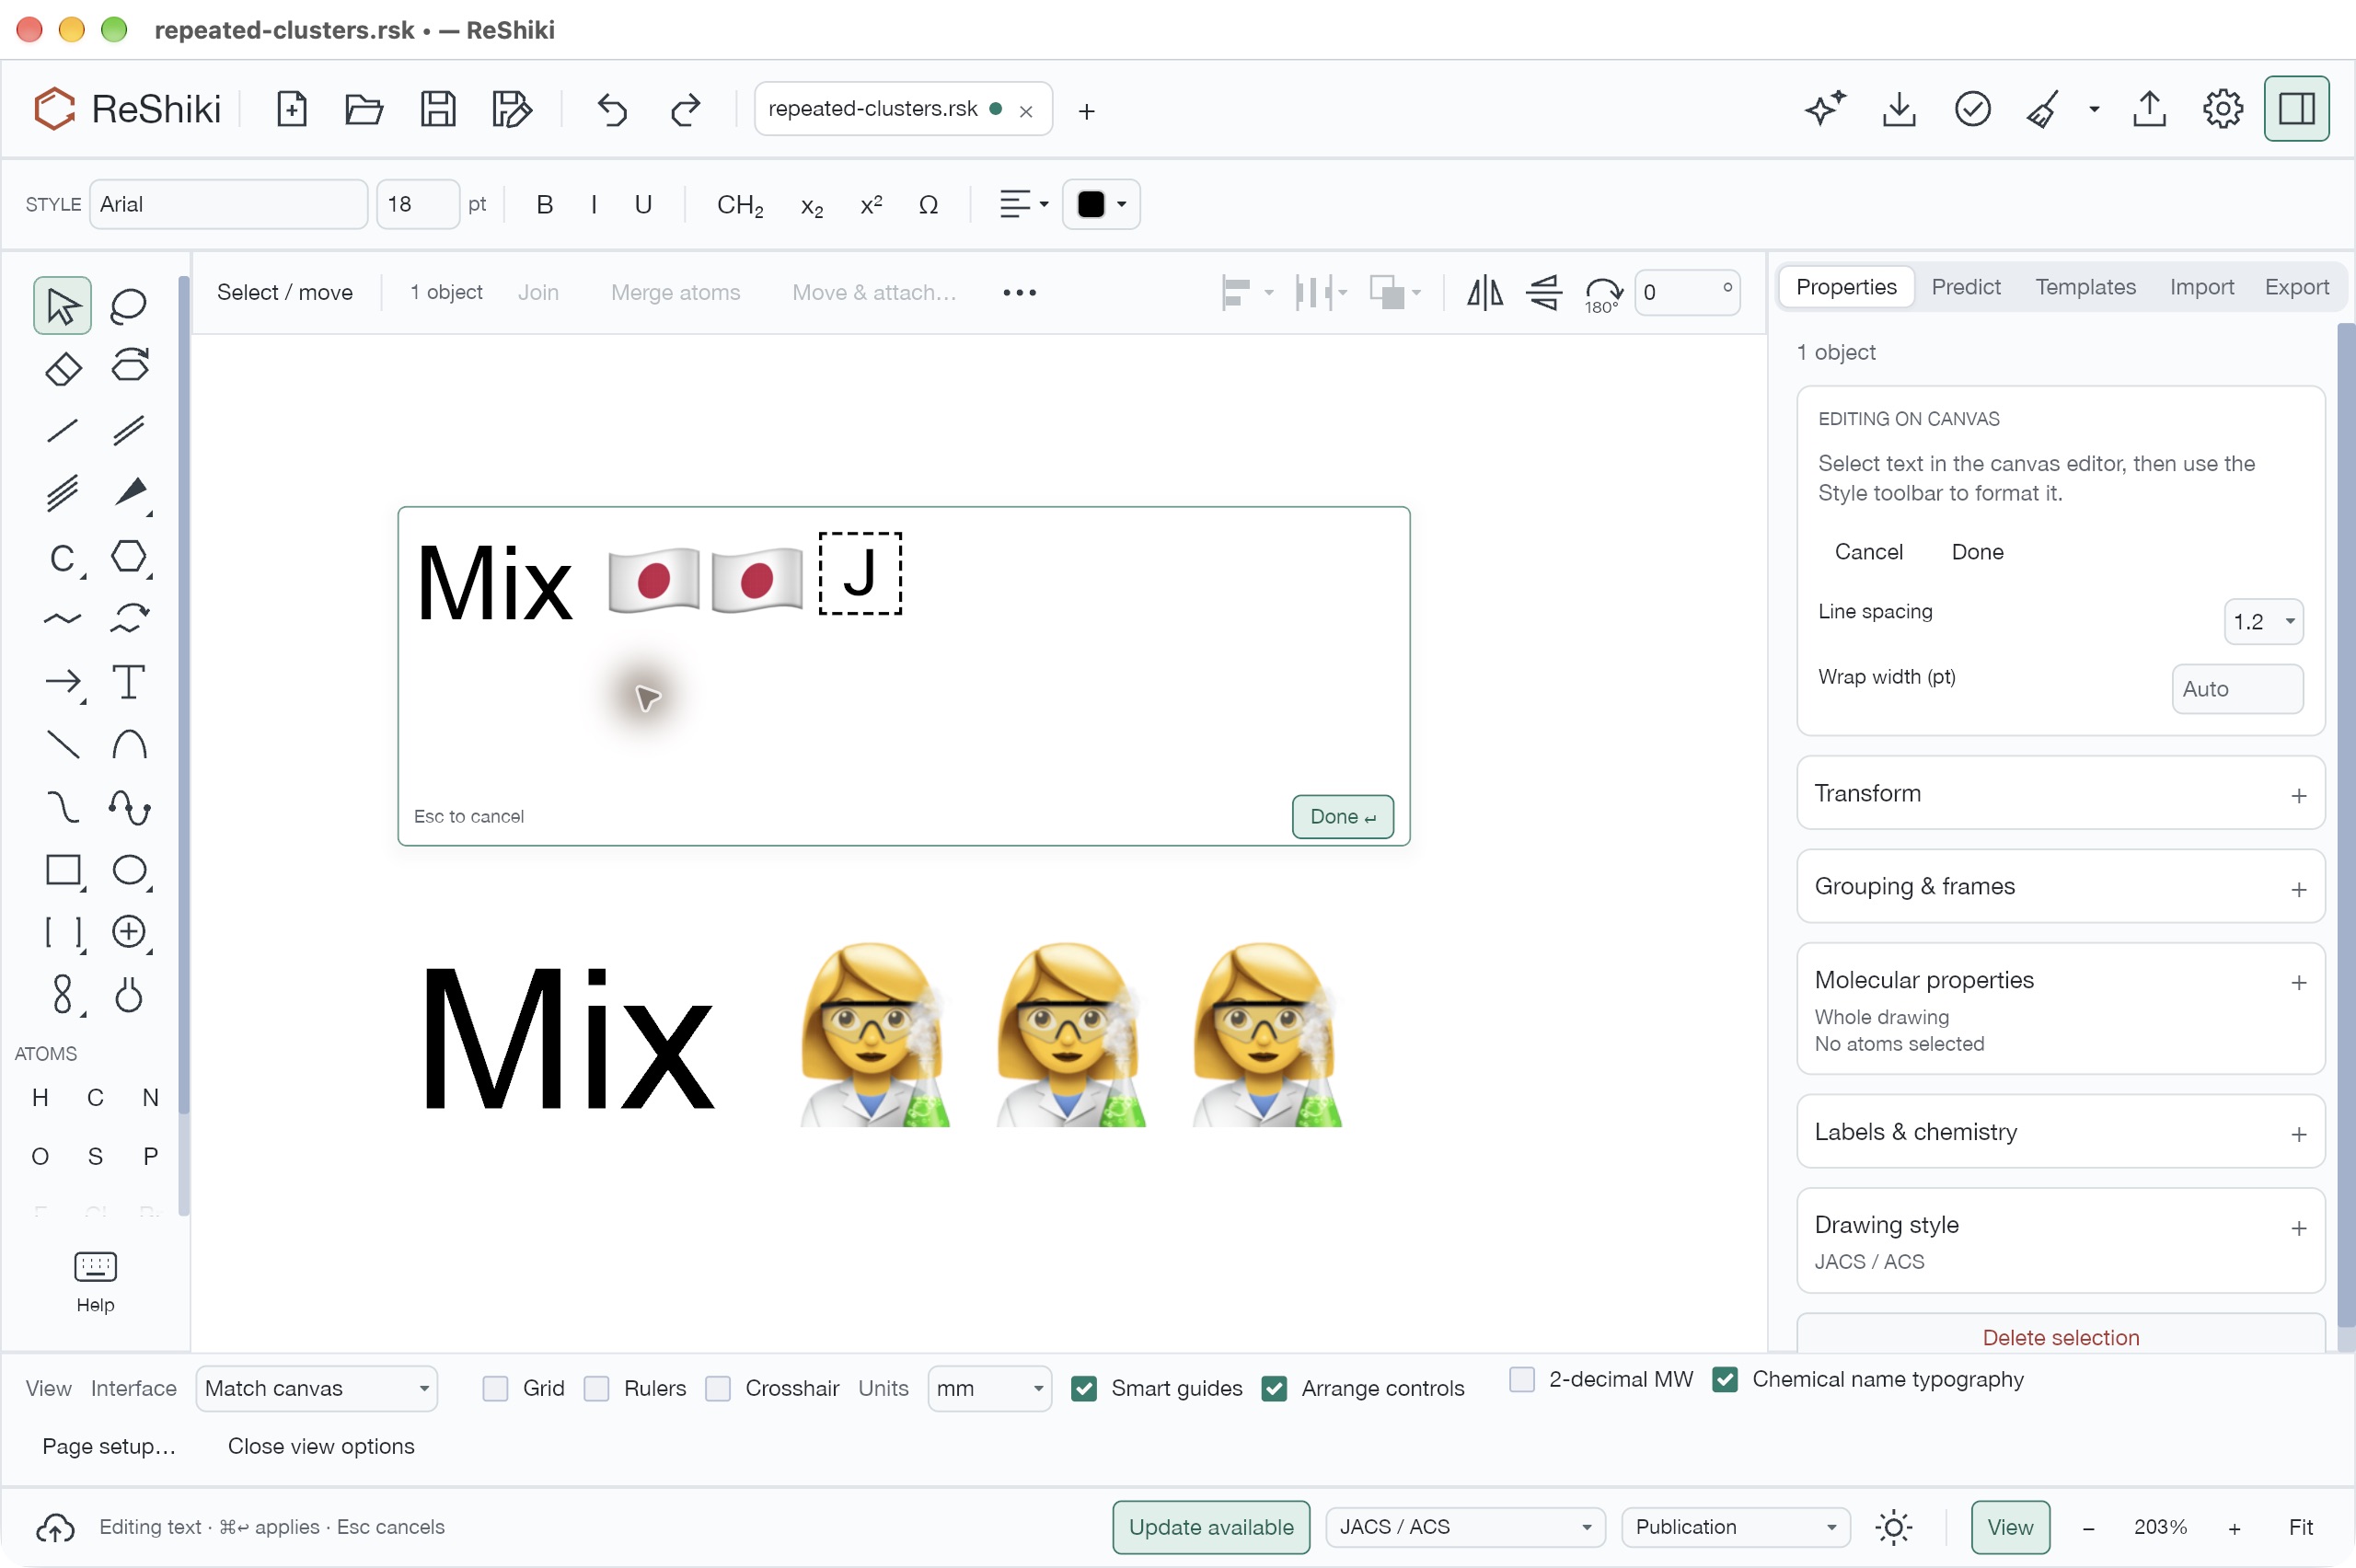 repeated-clusters.rsk • — ReShiki
ReShiki
repeated-clusters.rsk
STYLE Arial 18 pt B I U CH₂ x₂ x² Ω
Select / move 1 object Join Merge atoms Move & attach… ••• 180° 0 °
Properties Predict Templates Import Export
1 object
EDITING ON CANVAS
Select text in the canvas editor, then use the
Style toolbar to format it.
Cancel Done
Line spacing 1.2
Wrap width (pt) Auto
Transform +
Grouping & frames +
Molecular properties +
Whole drawing
No atoms selected
Labels & chemistry +
Drawing style +
JACS / ACS
Delete selection
C
T
ATOMS
H C N
O S P
Help
Mix 🇯🇵🇯🇵🇯
Esc to cancel Done ↵
Mix 👩‍🔬👩‍🔬👩‍🔬
View Interface Match canvas Grid Rulers Crosshair Units mm Smart guides Arrange controls 2-decimal MW Chemical name typography
Page setup… Close view options
Editing text · ⌘↩ applies · Esc cancels Update available JACS / ACS Publication View − 203% + Fit